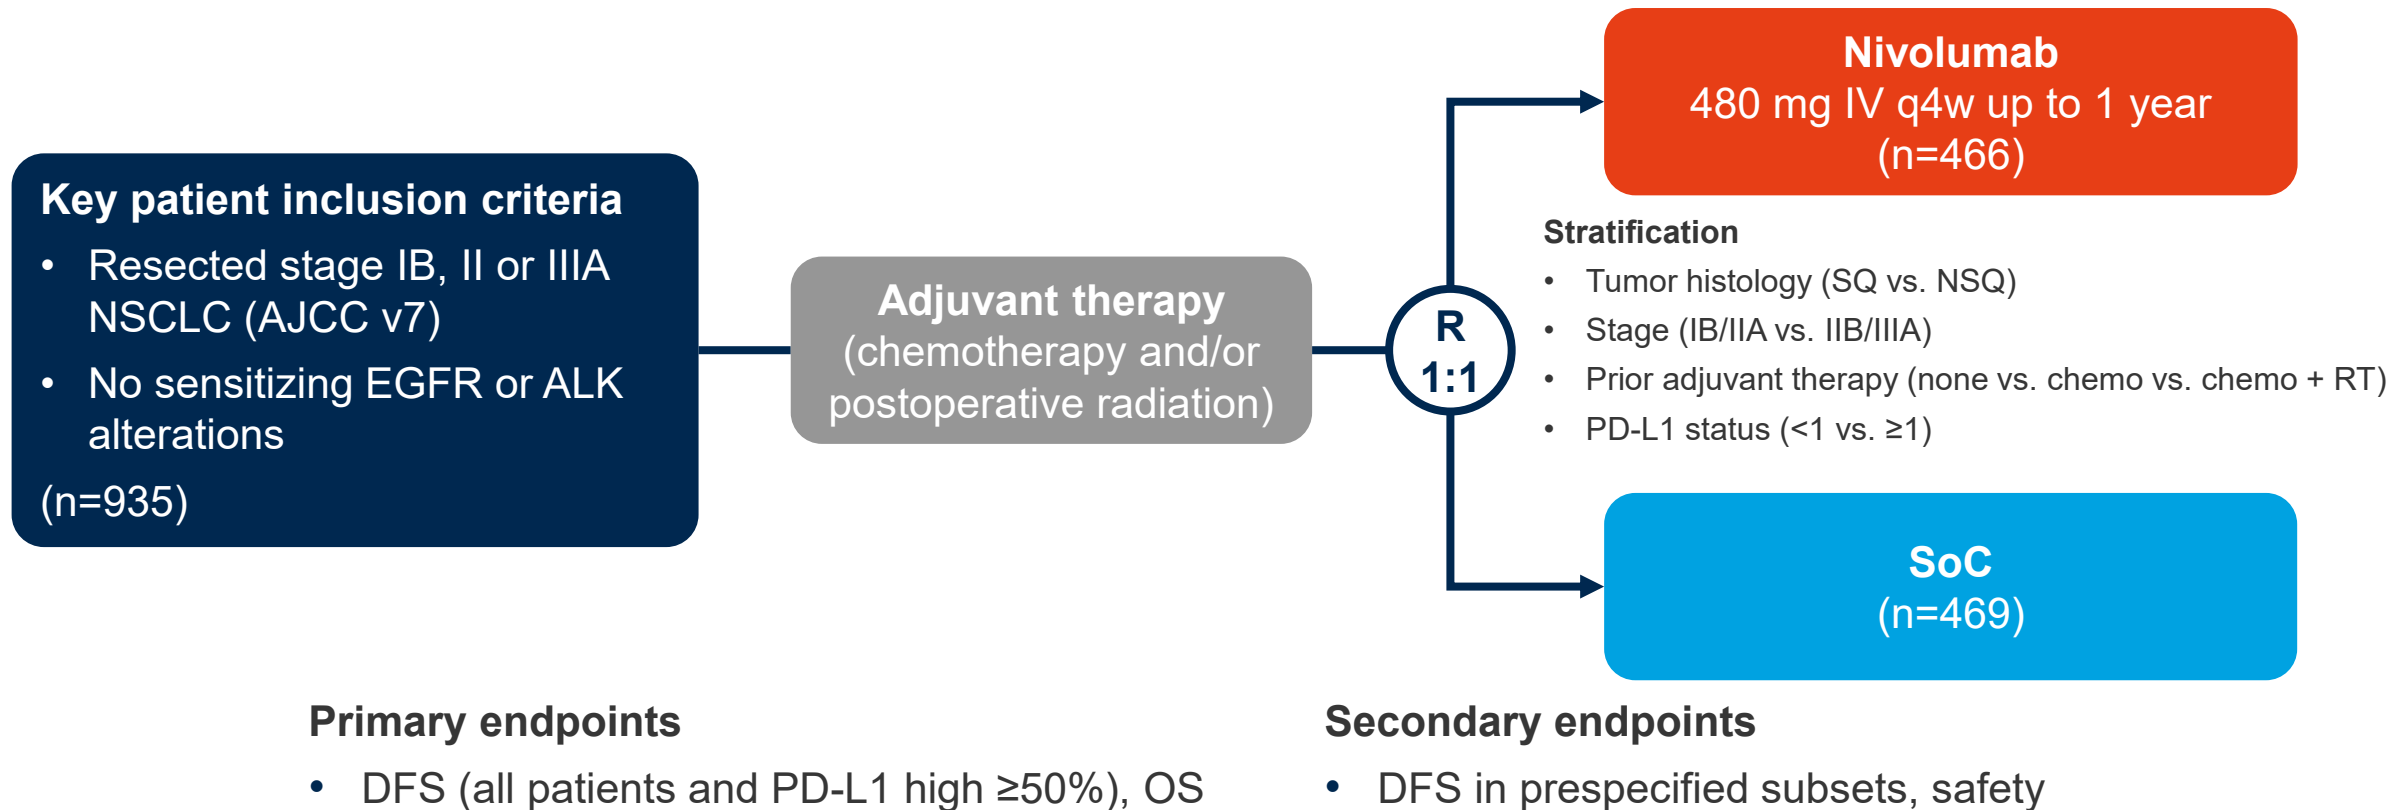 Key patient inclusion criteria
• Resected stage IB, II or IIIA
NSCLC (AJCC v7)
• No sensitizing EGFR or ALK
alterations
(n=935)
Adjuvant therapy
(chemotherapy and/or
postoperative radiation)
R
1:1
Nivolumab
480 mg IV q4w up to 1 year
(n=466)
Stratification
• Tumor histology (SQ vs. NSQ)
• Stage (IB/IIA vs. IIB/IIIA)
• Prior adjuvant therapy (none vs. chemo vs. chemo + RT)
• PD-L1 status (<1 vs. ≥1)
SoC
(n=469)
Primary endpoints
• DFS (all patients and PD-L1 high ≥50%), OS
Secondary endpoints
• DFS in prespecified subsets, safety